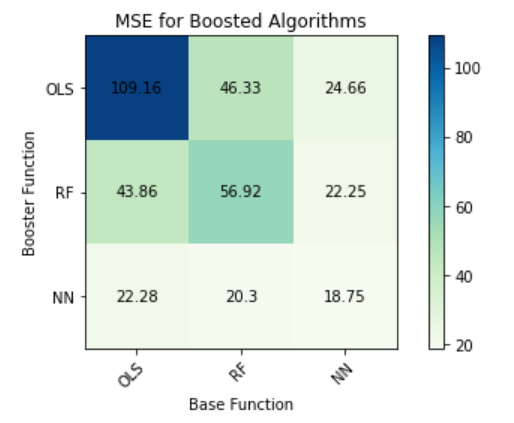 MSE for Boosted Algorithms
OLS 109.16 46.33 24.66
RF 43.86 56.92 22.25
NN 22.28 20.3 18.75
OLS RF NN
Base Function
Booster Function
100
80
60
40
20